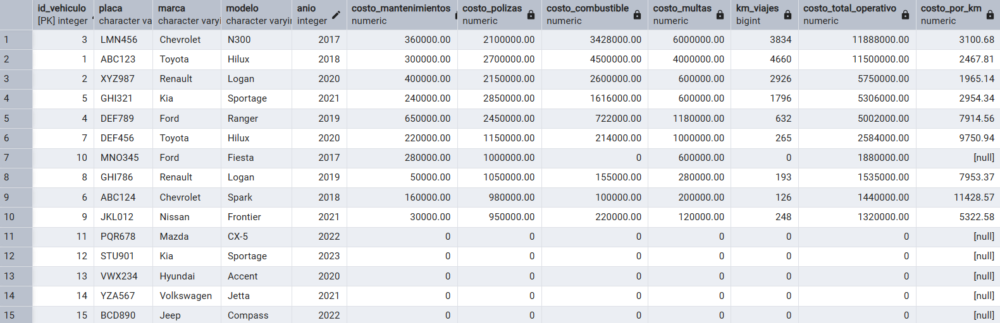 id_vehiculo placa marca modelo anio costo_mantenimientos costo_polizas costo_combustible costo_multas km_viajes costo_total_operativo costo_por_km
[PK] integer character va character varyi character varyin integer numeric numeric numeric numeric bigint numeric numeric
1 3 LMN456 Chevrolet N300 2017 360000.00 2100000.00 3428000.00 6000000.00 3834 11888000.00 3100.68
2 1 ABC123 Toyota Hilux 2018 300000.00 2700000.00 4500000.00 4000000.00 4660 11500000.00 2467.81
3 2 XYZ987 Renault Logan 2020 400000.00 2150000.00 2600000.00 600000.00 2926 5750000.00 1965.14
4 5 GHI321 Kia Sportage 2021 240000.00 2850000.00 1616000.00 600000.00 1796 5306000.00 2954.34
5 4 DEF789 Ford Ranger 2019 650000.00 2450000.00 722000.00 1180000.00 632 5002000.00 7914.56
6 7 DEF456 Toyota Hilux 2020 220000.00 1150000.00 214000.00 1000000.00 265 2584000.00 9750.94
7 10 MNO345 Ford Fiesta 2017 280000.00 1000000.00 0 600000.00 0 1880000.00 [null]
8 8 GHI786 Renault Logan 2019 50000.00 1050000.00 155000.00 280000.00 193 1535000.00 7953.37
9 6 ABC124 Chevrolet Spark 2018 160000.00 980000.00 100000.00 200000.00 126 1440000.00 11428.57
10 9 JKL012 Nissan Frontier 2021 30000.00 950000.00 220000.00 120000.00 248 1320000.00 5322.58
11 11 PQR678 Mazda CX-5 2022 0 0 0 0 0 0 [null]
12 12 STU901 Kia Sportage 2023 0 0 0 0 0 0 [null]
13 13 VWX234 Hyundai Accent 2020 0 0 0 0 0 0 [null]
14 14 YZA567 Volkswagen Jetta 2021 0 0 0 0 0 0 [null]
15 15 BCD890 Jeep Compass 2022 0 0 0 0 0 0 [null]